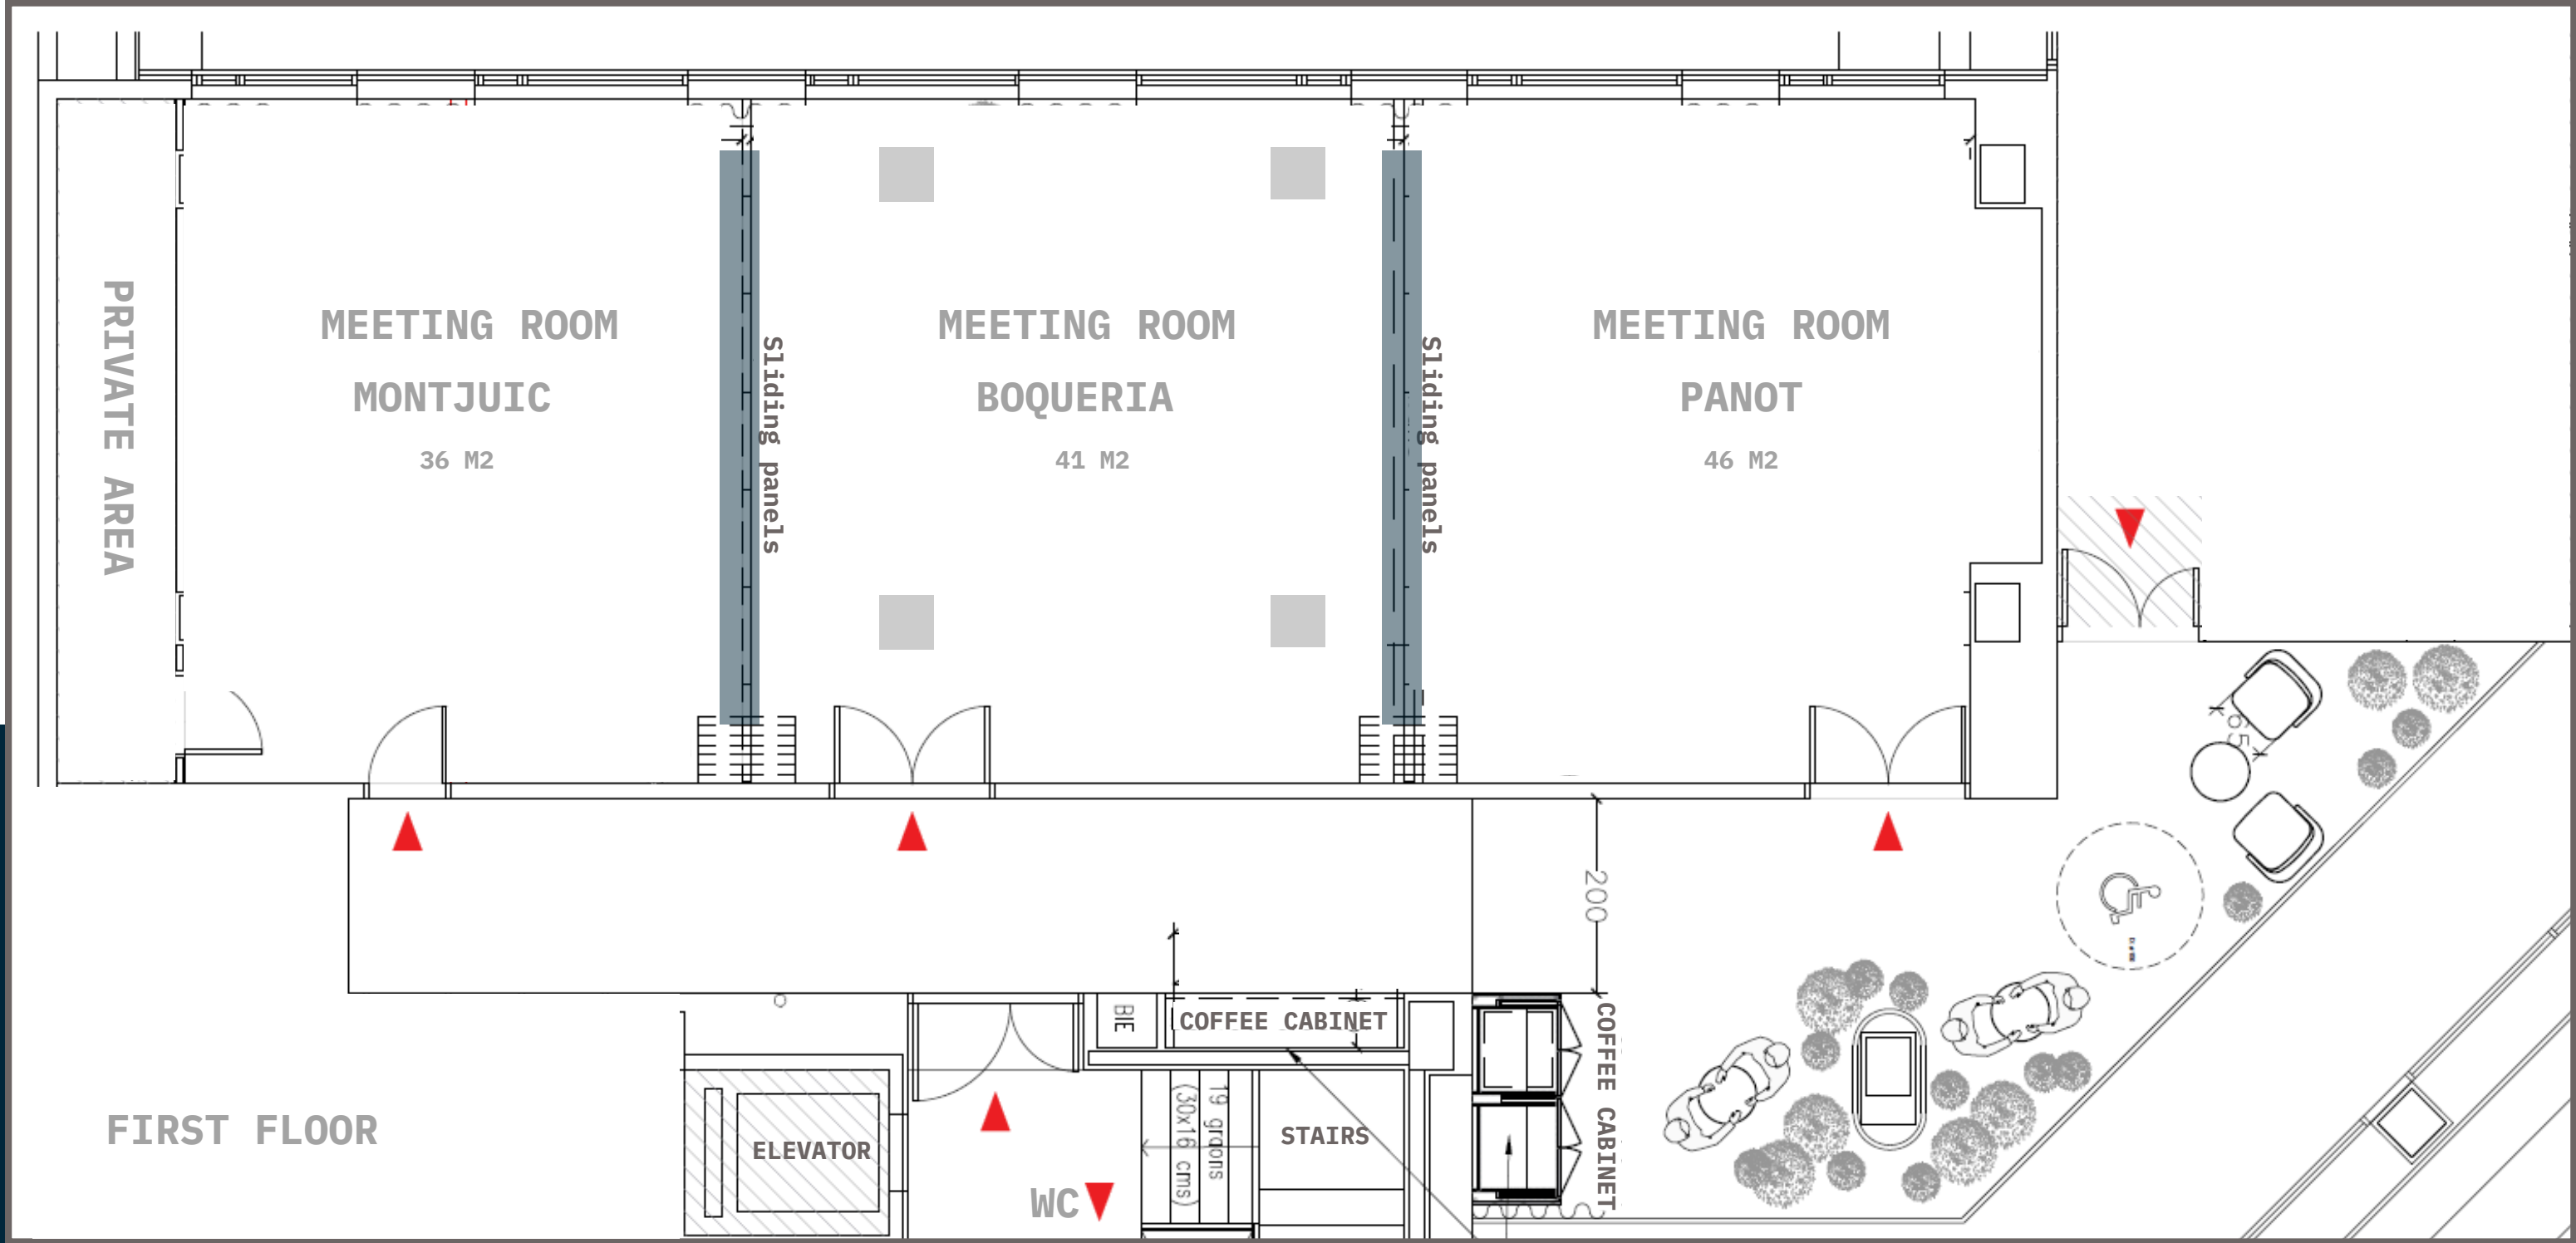 PRIVATE AREA
MEETING ROOM
MONTJUIC
36 M2
Sliding panels
MEETING ROOM
BOQUERIA
41 M2
Sliding panels
MEETING ROOM
PANOT
46 M2
65
200
BIE
COFFEE CABINET
COFFEE CABINET
FIRST FLOOR
ELEVATOR
WC
19 graons
(30x16 cms)
STAIRS